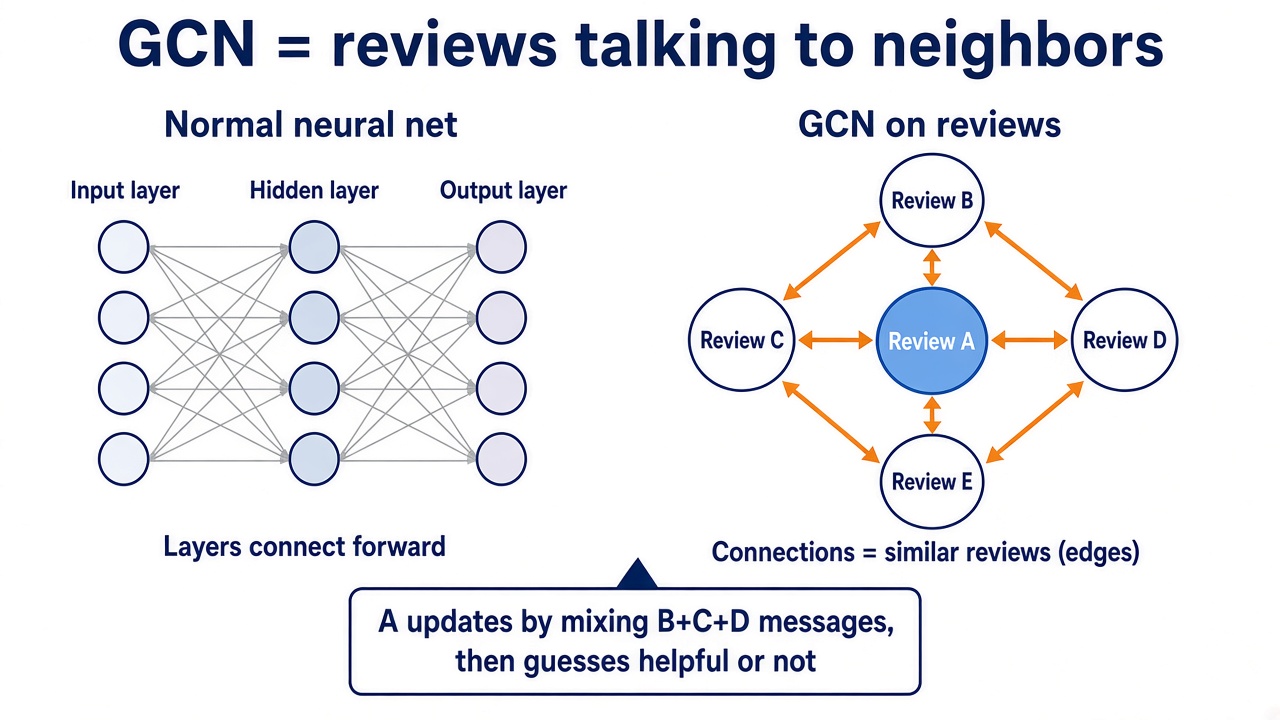 GCN = reviews talking to neighbors
Normal neural net
Input layer
Hidden layer
Output layer
Layers connect forward
GCN on reviews
Review B
Review C
Review A
Review D
Review E
Connections = similar reviews (edges)
A updates by mixing B+C+D messages,
then guesses helpful or not